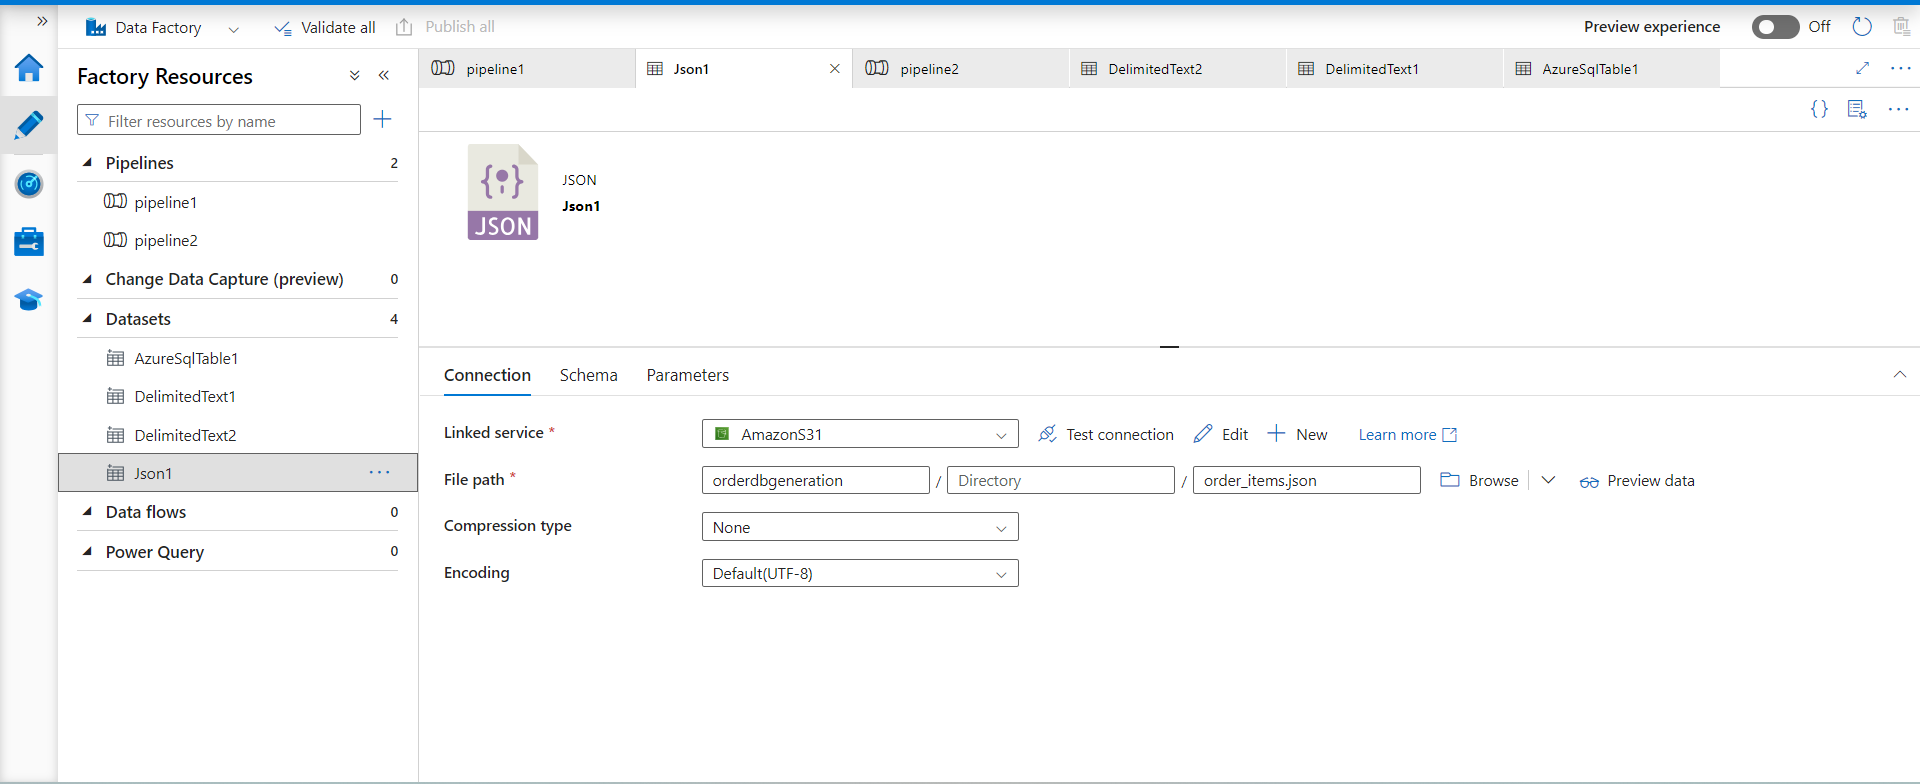 Data Factory
Validate all
Publish all
Preview experience
Off
Factory Resources
Filter resources by name
Pipelines 2
pipeline1
pipeline2
Change Data Capture (preview) 0
Datasets 4
AzureSqlTable1
DelimitedText1
DelimitedText2
Json1
Data flows 0
Power Query 0
pipeline1
Json1
pipeline2
DelimitedText2
DelimitedText1
AzureSqlTable1
JSON
JSON
Json1
Connection Schema Parameters
Linked service * AmazonS31 Test connection Edit New Learn more
File path * orderdbgeneration / Directory / order_items.json Browse Preview data
Compression type None
Encoding Default(UTF-8)